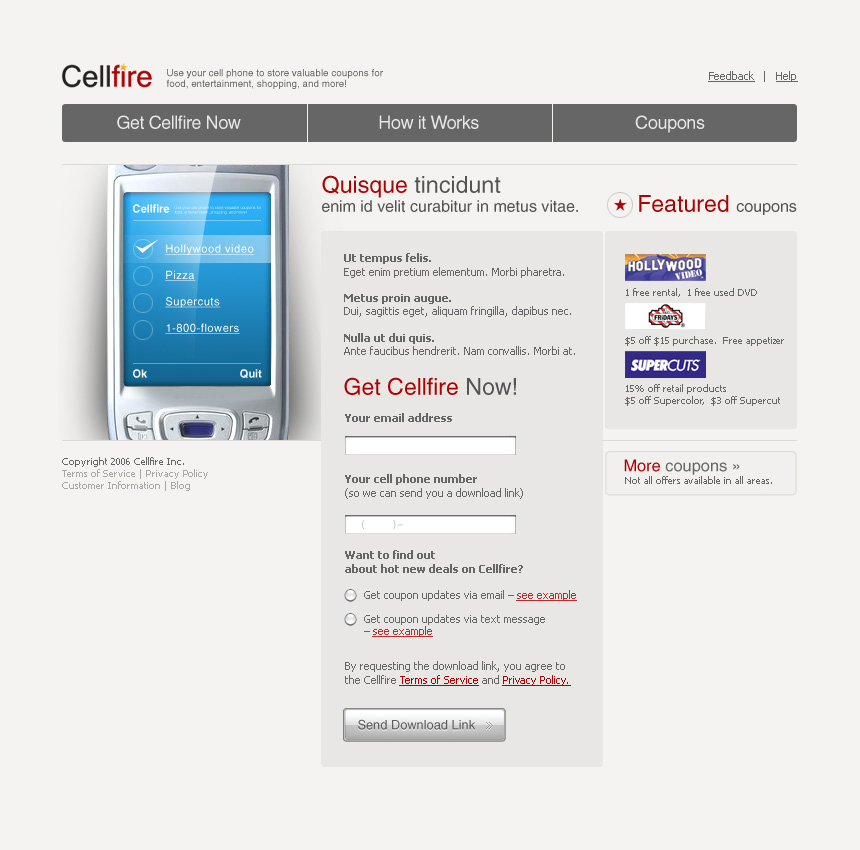 Cellfire
Use your cell phone to store valuable coupons for
food, entertainment, shopping, and more!
Feedback | Help
Get Cellfire Now
How it Works
Coupons
Cellfire
Hollywood video
Pizza
Supercuts
1-800-flowers
Ok
Quit
Copyright 2006 Cellfire Inc.
Terms of Service | Privacy Policy
Customer Information | Blog
Quisque tincidunt
enim id velit curabitur in metus vitae.
Ut tempus felis.
Eget enim pretium elementum. Morbi pharetra.
Metus proin augue.
Dui, sagittis eget, aliquam fringilla, dapibus nec.
Nulla ut dui quis.
Ante faucibus hendrerit. Nam convallis. Morbi at.
Get Cellfire Now!
Your email address
Your cell phone number
(so we can send you a download link)
( )–
Want to find out
about hot new deals on Cellfire?
Get coupon updates via email – see example
Get coupon updates via text message
– see example
By requesting the download link, you agree to
the Cellfire Terms of Service and Privacy Policy.
Send Download Link »
★ Featured coupons
HOLLYWOOD
VIDEO
1 free rental, 1 free used DVD
FRIDAYS
$5 off $15 purchase. Free appetizer
SUPERCUTS
15% off retail products
$5 off Supercolor, $3 off Supercut
More coupons »
Not all offers available in all areas.